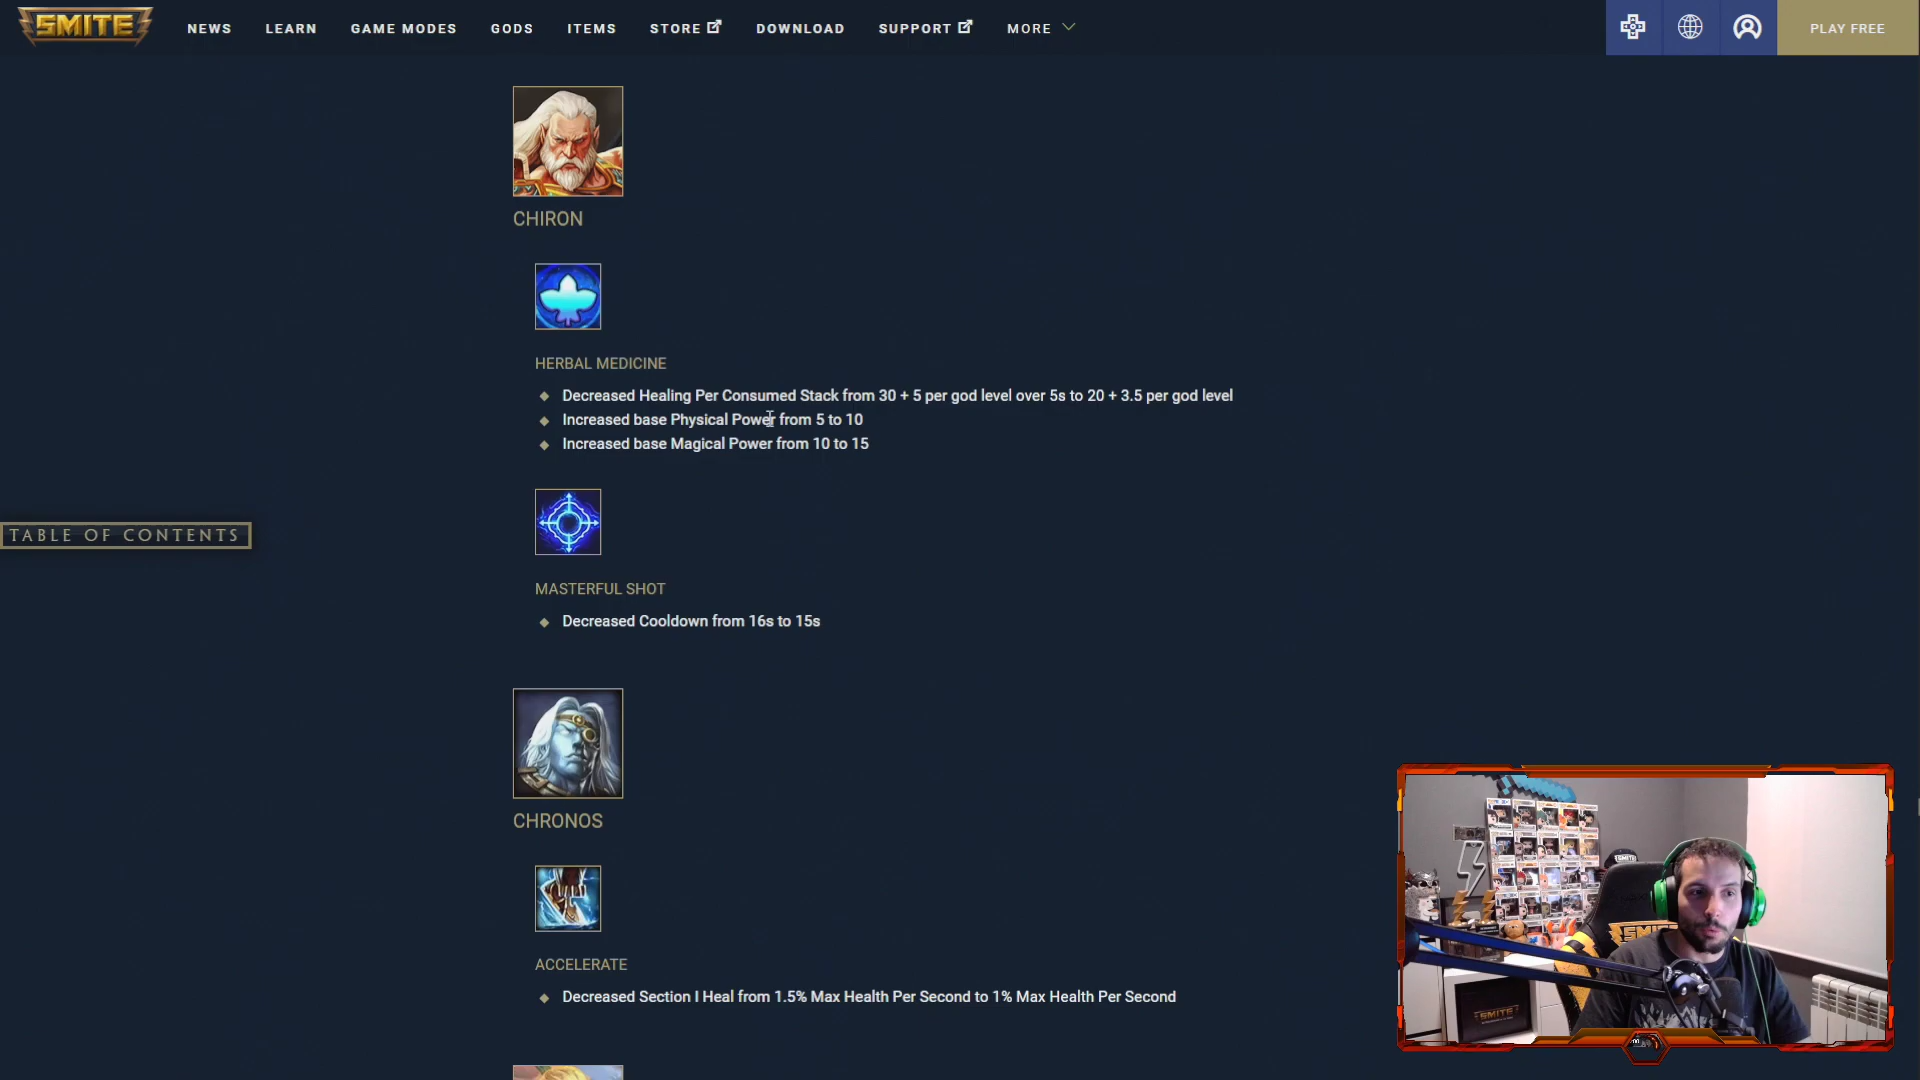 SMITE
NEWS LEARN GAME MODES GODS ITEMS STORE DOWNLOAD SUPPORT MORE PLAY FREE
CHIRON
HERBAL MEDICINE
Decreased Healing Per Consumed Stack from 30 + 5 per god level over 5s to 20 + 3.5 per god level
Increased base Physical Power from 5 to 10
Increased base Magical Power from 10 to 15
MASTERFUL SHOT
Decreased Cooldown from 16s to 15s
TABLE OF CONTENTS
CHRONOS
ACCELERATE
Decreased Section I Heal from 1.5% Max Health Per Second to 1% Max Health Per Second
SMITE
SMITE
SMITE